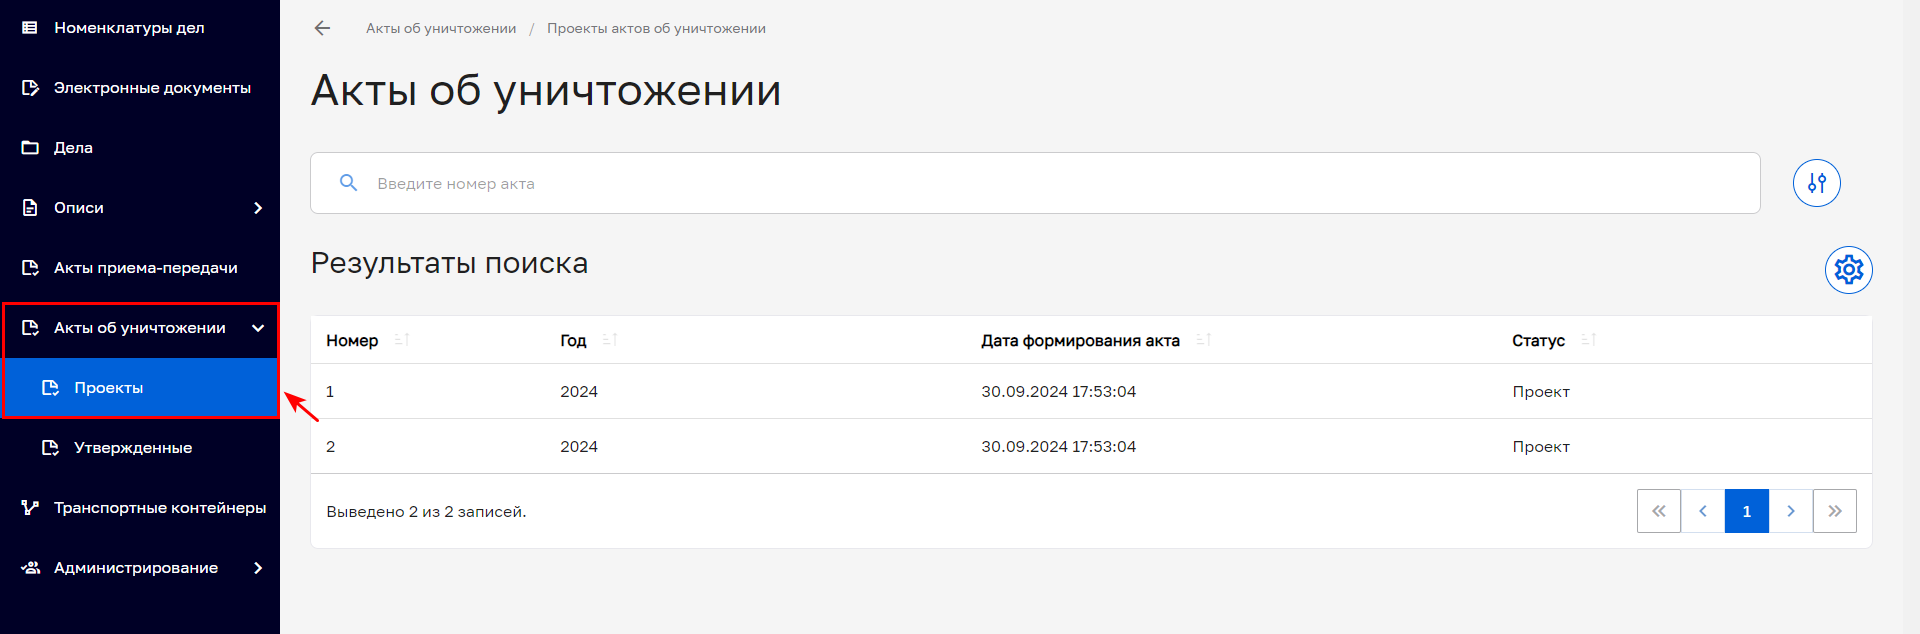 Номенклатуры дел
Электронные документы
Дела
Описи
Акты приема-передачи
Акты об уничтожении
Проекты
Утвержденные
Транспортные контейнеры
Администрирование
Акты об уничтожении / Проекты актов об уничтожении
Акты об уничтожении
Введите номер акта
Результаты поиска
Номер Год Дата формирования акта Статус
1 2024 30.09.2024 17:53:04 Проект
2 2024 30.09.2024 17:53:04 Проект
Выведено 2 из 2 записей.
1